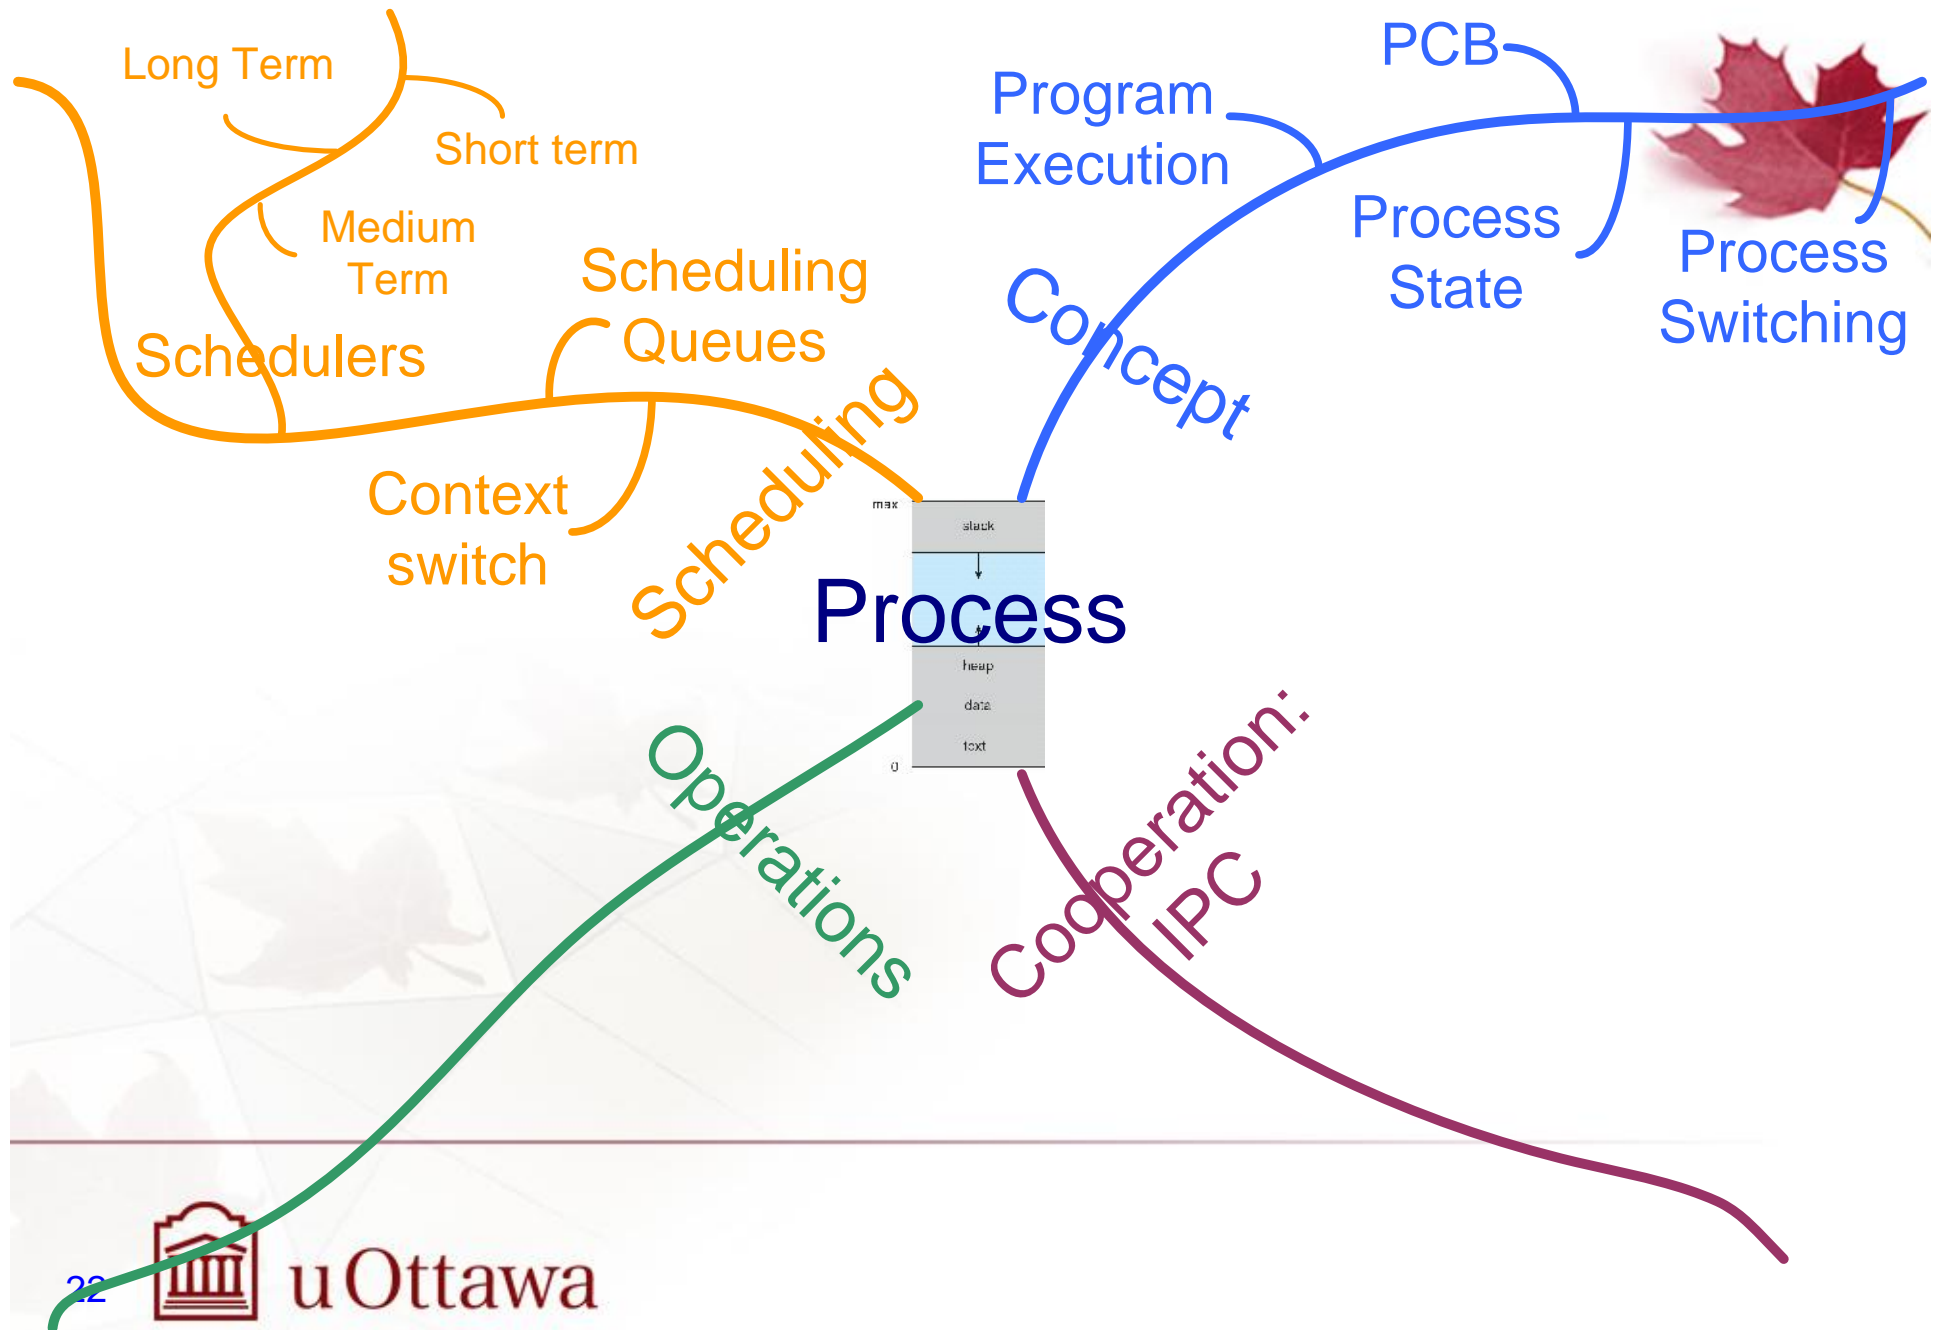 Long Term
Short term
Medium
Term
Schedulers
Scheduling
Queues
Context
switch
Scheduling
PCB
Program
Execution
Process
State
Process
Switching
Concept
max
stack
Process
heap
data
text
0
Operations
Cooperation:
IPC
22
uOttawa